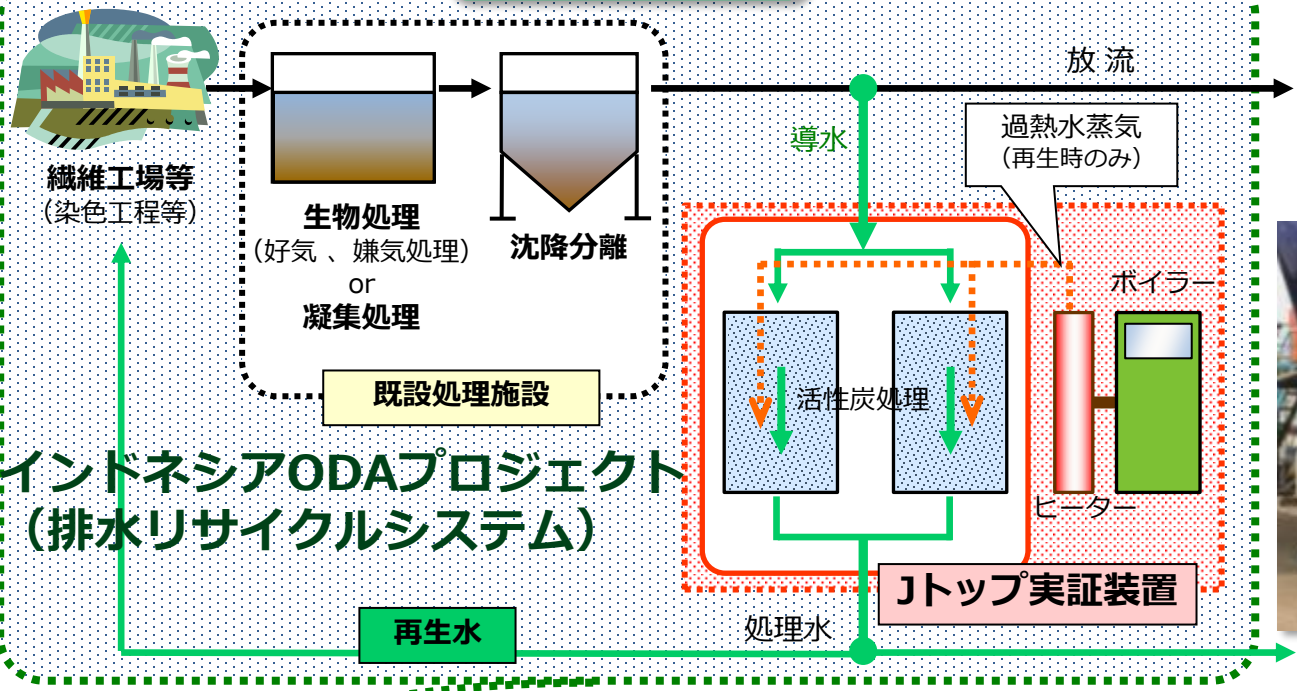 放 流
導水
過熱水蒸気
（再生時のみ）
繊維工場等
（染色工程等）
生物処理
（好気 、嫌気処理）
or
凝集処理
沈降分離
既設処理施設
ボイラー
活性炭処理
ヒーター
インドネシアODAプロジェクト
（排水リサイクルシステム）
Jトップ実証装置
再生水
処理水